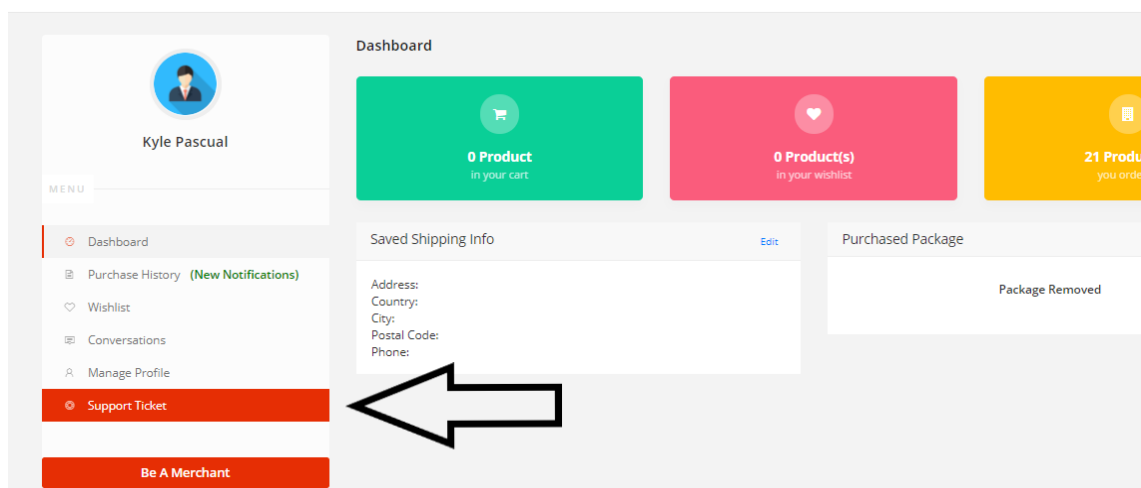 Dashboard
Kyle Pascual
0 Product
in your cart
0 Product(s)
in your wishlist
21
MENU
Dashboard
Purchase History (New Notifications)
Wishlist
Conversations
Manage Profile
Support Ticket
Be A Merchant
Saved Shipping Info
Edit
Address:
Country:
City:
Postal Code:
Phone:
Purchased Package
Package Removed